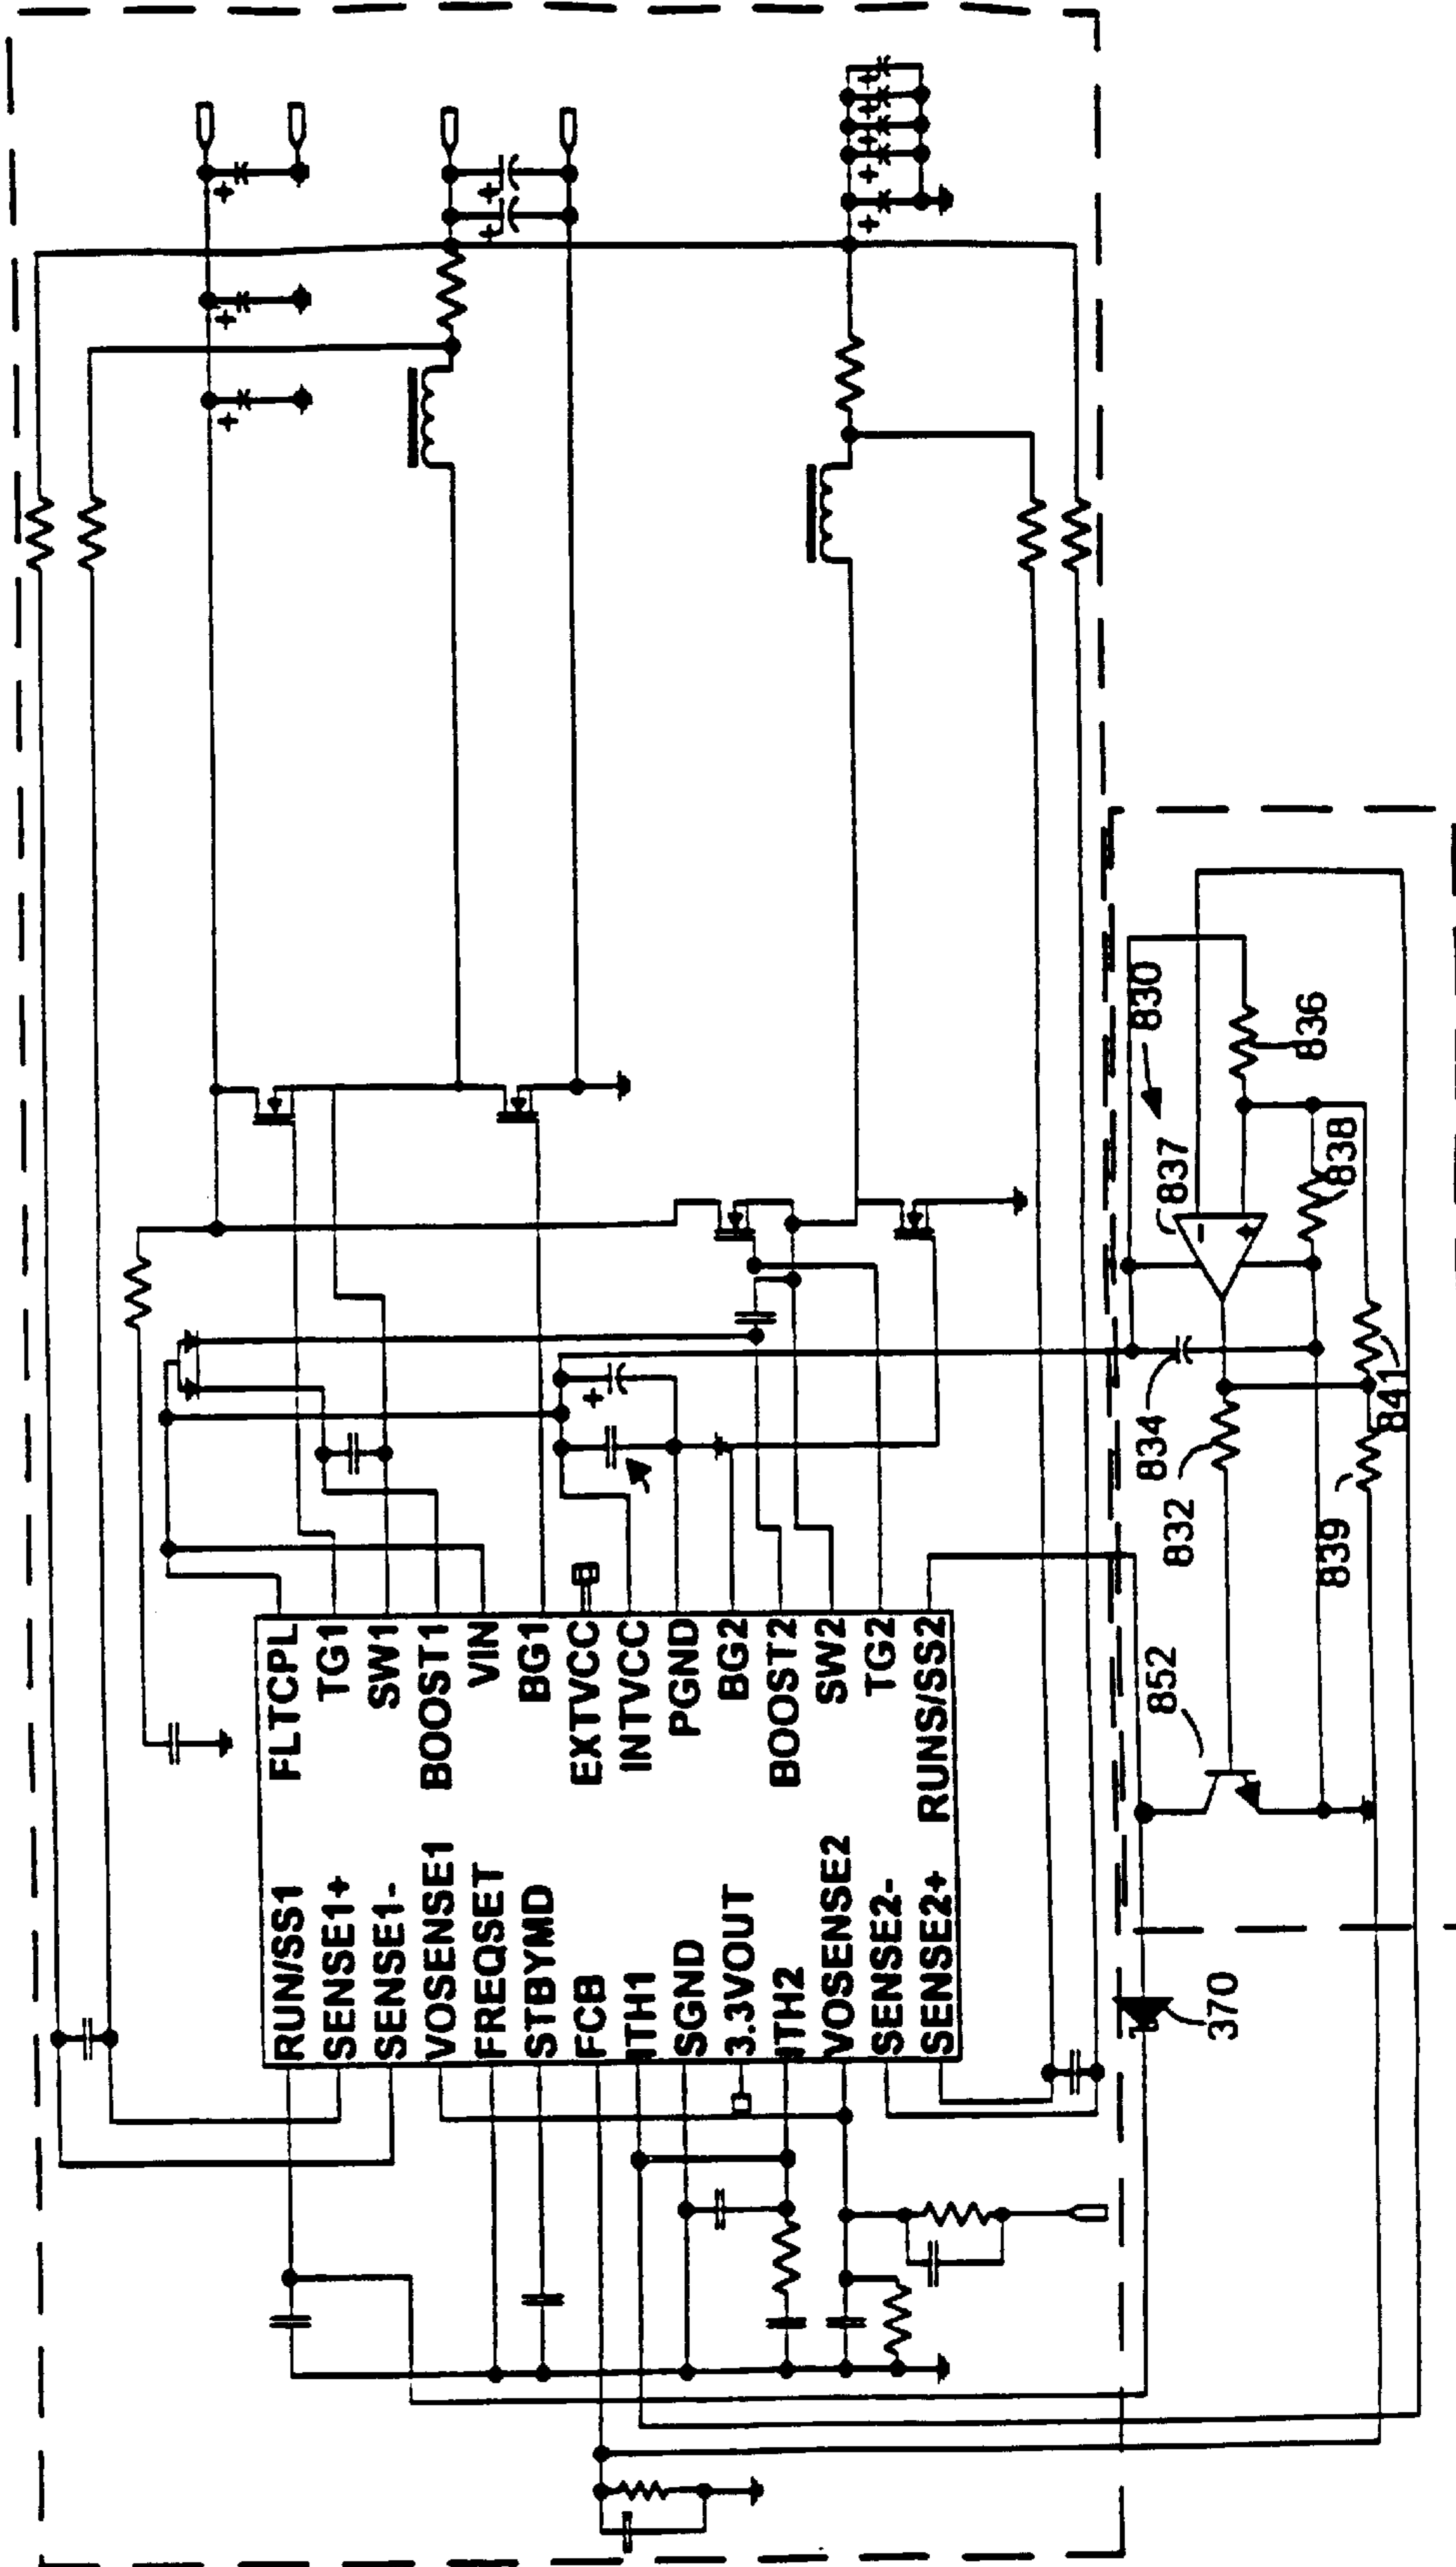 830
836
837
838
834
841
832
839
852
370
FLTCPL
TG1
SW1
BOOST1
VIN
BG1
EXTVCC
INTVCC
PGND
BG2
BOOST2
SW2
TG2
RUNS/SS2
RUN/SS1
SENSE1+
SENSE1-
VOSENSE1
FREQSET
STBYMD
FCB
ITH1
SGND
3.3VOUT
ITH2
VOSENSE2
SENSE2-
SENSE2+